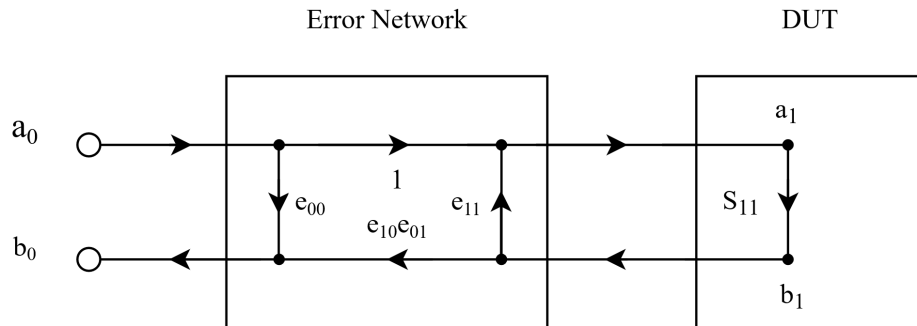 Error Network
DUT
a₀
a₁
1
e₀₀
e₁₁
S₁₁
e₁₀e₀₁
b₀
b₁